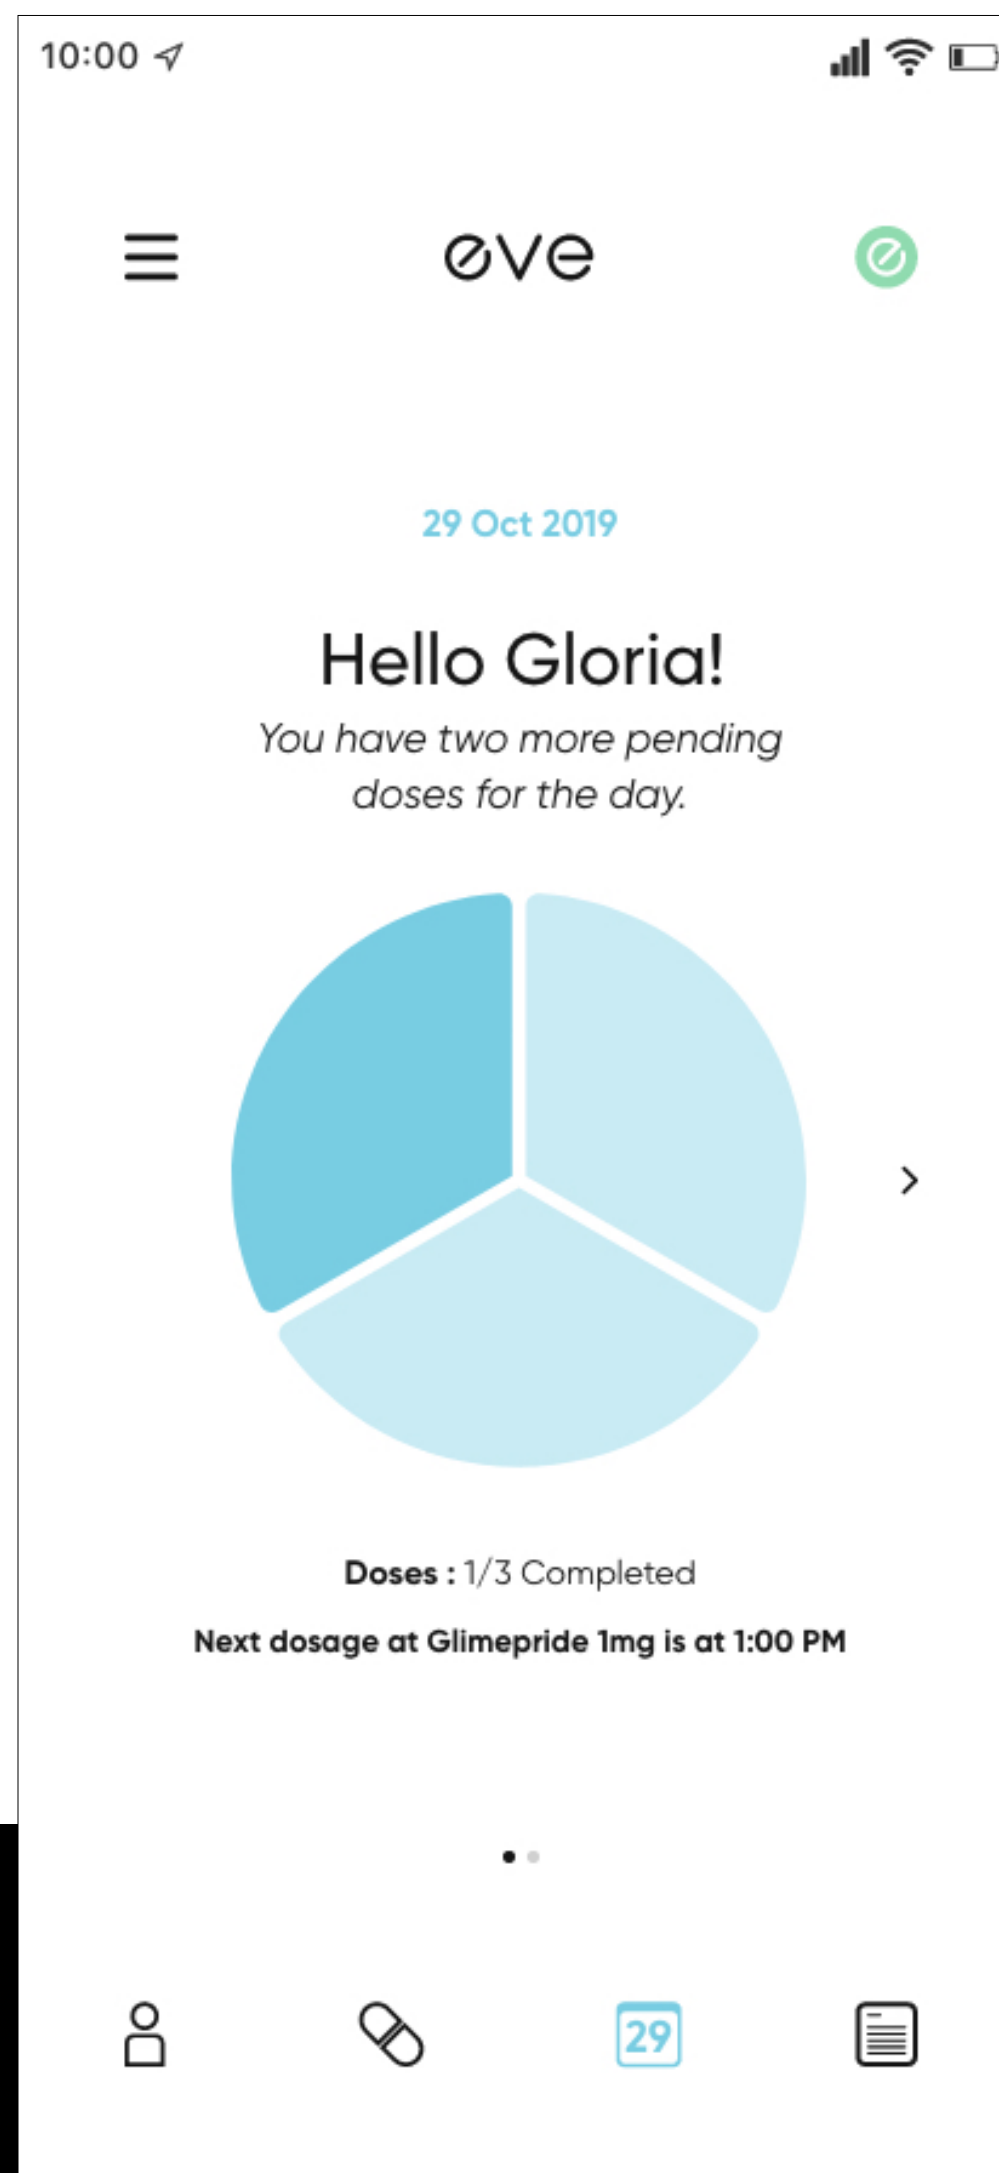 10:00
eve
29 Oct 2019
Hello Gloria!
You have two more pending
doses for the day.
Doses : 1/3 Completed
Next dosage at Glimepride 1mg is at 1:00 PM
29